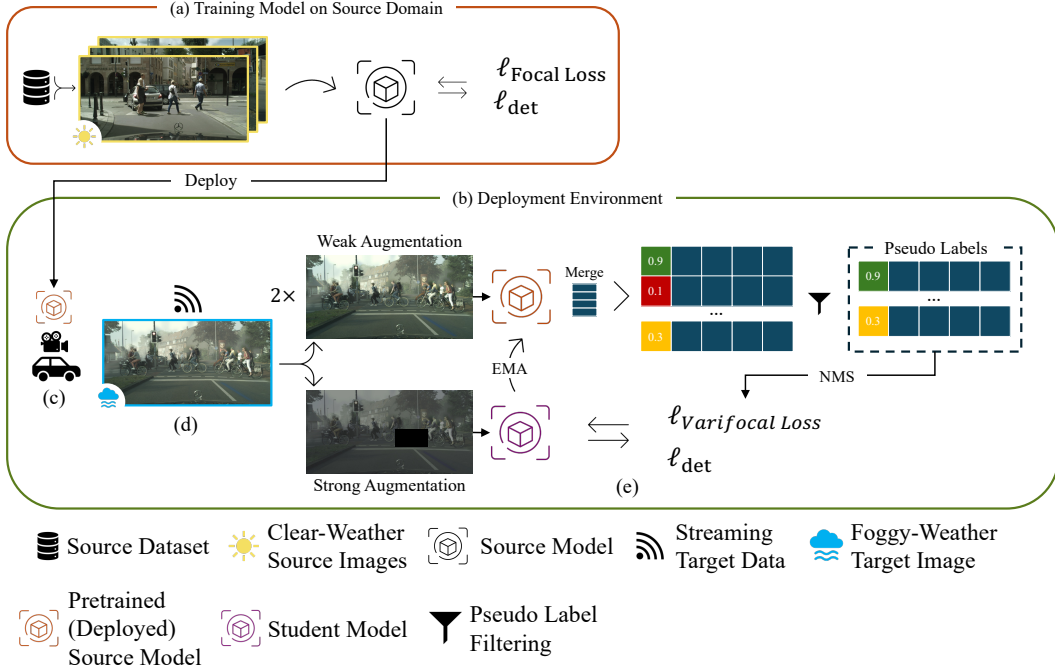 (a) Training Model on Source Domain
ℓFocal Loss
ℓdet
Deploy
(b) Deployment Environment
Weak Augmentation
2×
Merge
0.9
0.1
...
0.3
Pseudo Labels
0.9
...
0.3
EMA
NMS
(c)
(d)
ℓVarifocal Loss
ℓdet
Strong Augmentation
(e)
Source Dataset
Clear-Weather
Source Images
Source Model
Streaming
Target Data
Foggy-Weather
Target Image
Pretrained
(Deployed)
Source Model
Student Model
Pseudo Label
Filtering